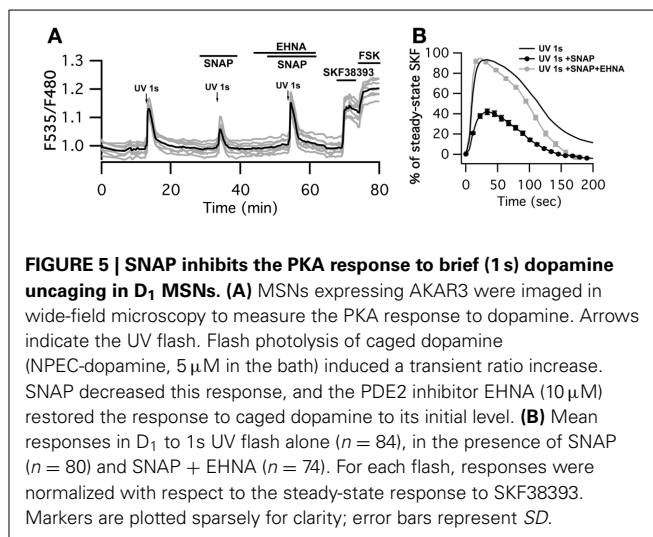 A
B
1.3
1.2
1.1
1.0
F535/F480
EHNA
SNAP
SNAP
UV 1s
UV 1s
UV 1s
SKF38393
FSK
0
20
40
60
80
Time (min)
% of steady-state SKF
100
80
60
40
20
0
UV 1s
UV 1s +SNAP
UV 1s +SNAP+EHNA
0
50
100
150
200
Time (sec)
FIGURE 5 | SNAP inhibits the PKA response to brief (1 s) dopamine
uncaging in D₁ MSNs. (A) MSNs expressing AKAR3 were imaged in
wide-field microscopy to measure the PKA response to dopamine. Arrows
indicate the UV flash. Flash photolysis of caged dopamine
(NPEC-dopamine, 5 μM in the bath) induced a transient ratio increase.
SNAP decreased this response, and the PDE2 inhibitor EHNA (10 μM)
restored the response to caged dopamine to its initial level. (B) Mean
responses in D₁ to 1s UV flash alone (n = 84), in the presence of SNAP
(n = 80) and SNAP + EHNA (n = 74). For each flash, responses were
normalized with respect to the steady-state response to SKF38393.
Markers are plotted sparsely for clarity; error bars represent SD.